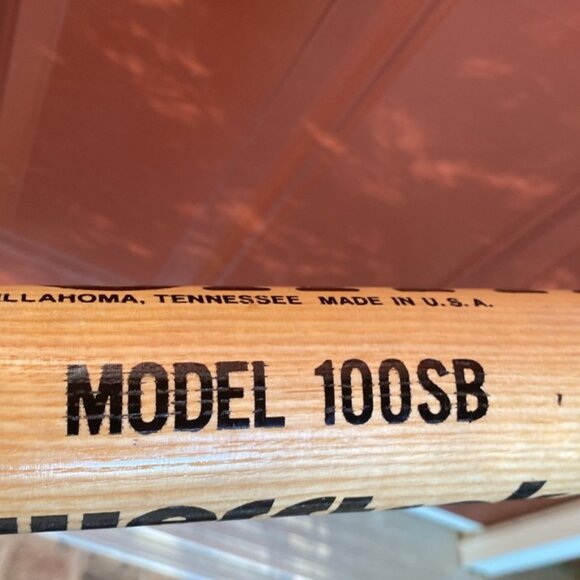 ILLAHOMA, TENNESSEE MADE IN U.S.A.
MODEL 100SB